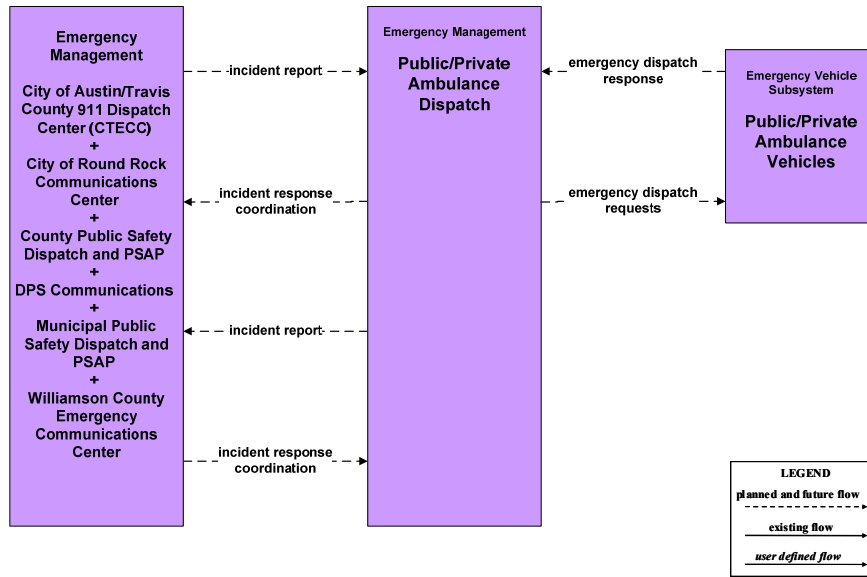 Emergency
Management
City of Austin/Travis
County 911 Dispatch
Center (CTECC)
+
City of Round Rock
Communications
Center
+
County Public Safety
Dispatch and PSAP
+
DPS Communications
+
Municipal Public
Safety Dispatch and
PSAP
+
Williamson County
Emergency
Communications
Center
incident report
incident response
coordination
incident report
incident response
coordination
Emergency Management
Public/Private
Ambulance
Dispatch
emergency dispatch
response
emergency dispatch
requests
Emergency Vehicle
Subsystem
Public/Private
Ambulance
Vehicles
LEGEND
planned and future flow
existing flow
user defined flow